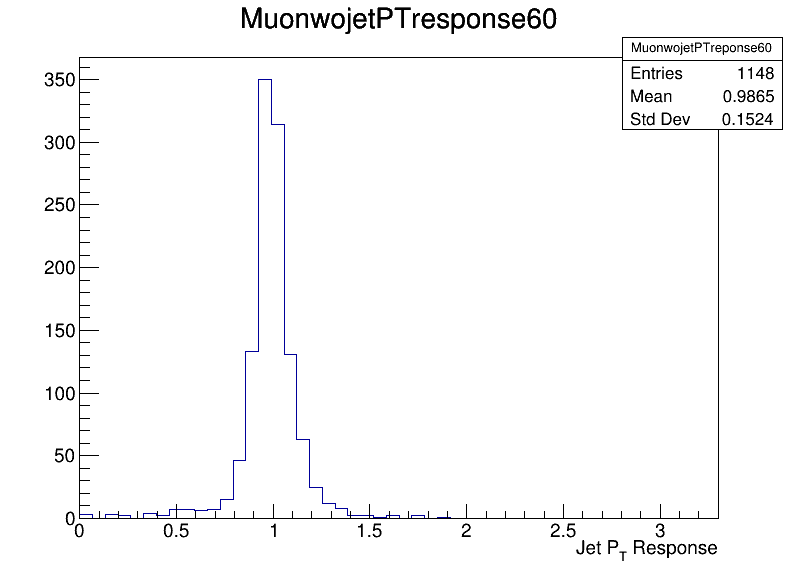 MuonwojetPTresponse60
MuonwojetPTreponse60
Entries 1148
Mean 0.9865
Std Dev 0.1524
350
300
250
200
150
100
50
0
0 0.5 1 1.5 2 2.5 3
Jet P_T Response